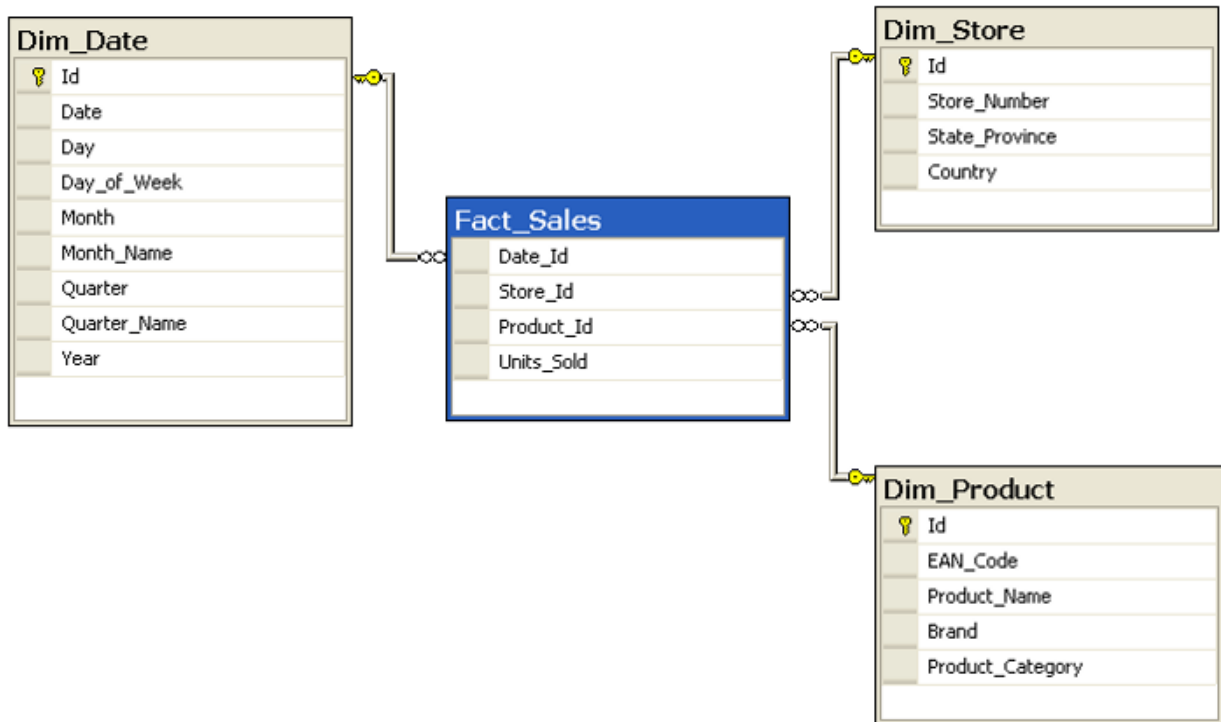 Dim_Date
Id
Date
Day
Day_of_Week
Month
Month_Name
Quarter
Quarter_Name
Year
Fact_Sales
Date_Id
Store_Id
Product_Id
Units_Sold
Dim_Store
Id
Store_Number
State_Province
Country
Dim_Product
Id
EAN_Code
Product_Name
Brand
Product_Category